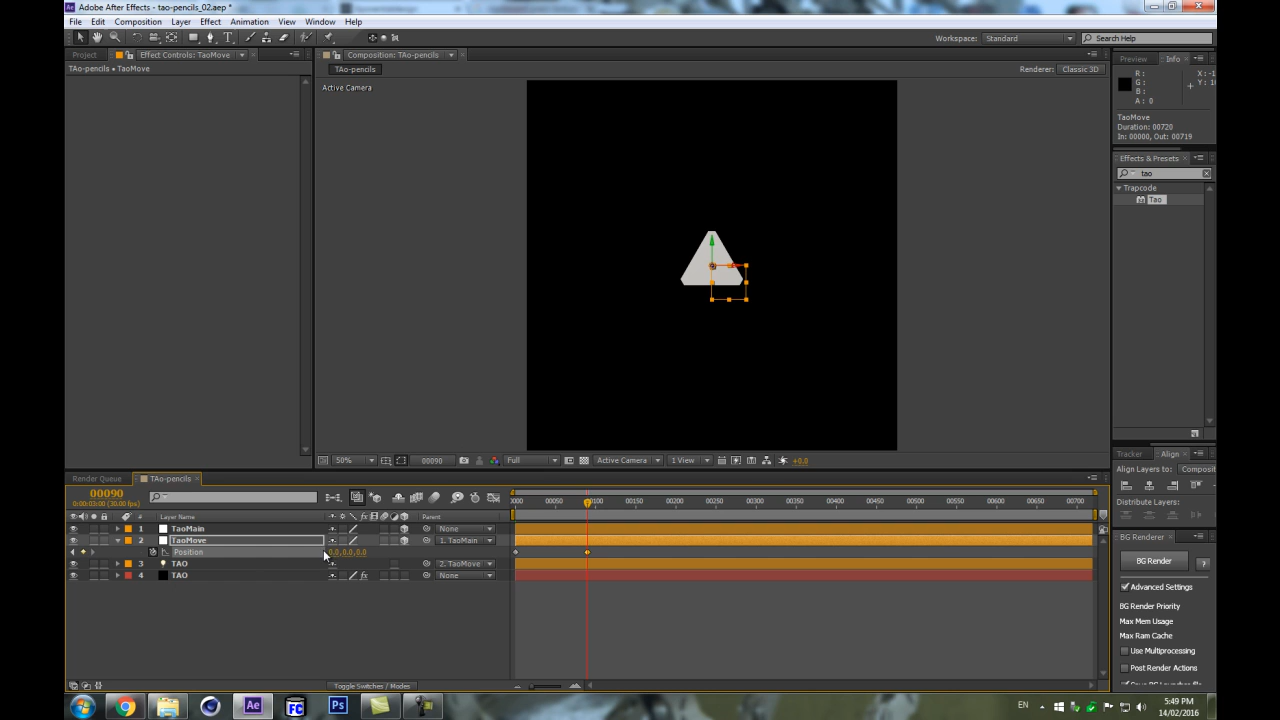 Adobe After Effects - tao-pencils_02.aep *
File Edit Composition Layer Effect Animation Window Help
Workspace: Standard Search Help
Project Effect Controls: TaoMove Composition: TAo-pencils Preview Info
TAo-pencils • TaoMove TAo-pencils Renderer: Classic 3D
Active Camera
R:
G:
B:
A: 0
TaoMove
Duration: 00720
In: 00000, Out: 00719
Effects & Presets
tao
Trapcode
Tao
50% 00090 Full Active Camera 1 View +0.0
Tracker Align
Align Layers to: Composit
Distribute Layers:
Render Queue TAo-pencils
00090
0:00:03:00 (30.00 fps)
0000 00050 00100 00150 00200 00250 00300 00350 00400 00450 00500 00550 00600 00650 00700
# Layer Name Parent
1 TaoMain None
2 TaoMove 1. TaoMain
Position 0.0,0.0,0.0
3 TAO 2. TaoMove
4 TAO None
BG Renderer
BG Render ?
Advanced Settings
BG Render Priority
Max Mem Usage
Max Ram Cache
Use Multiprocessing
Post Render Actions
Toggle Switches / Modes
Ae FC Ps
EN 5:49 PM
14/02/2016